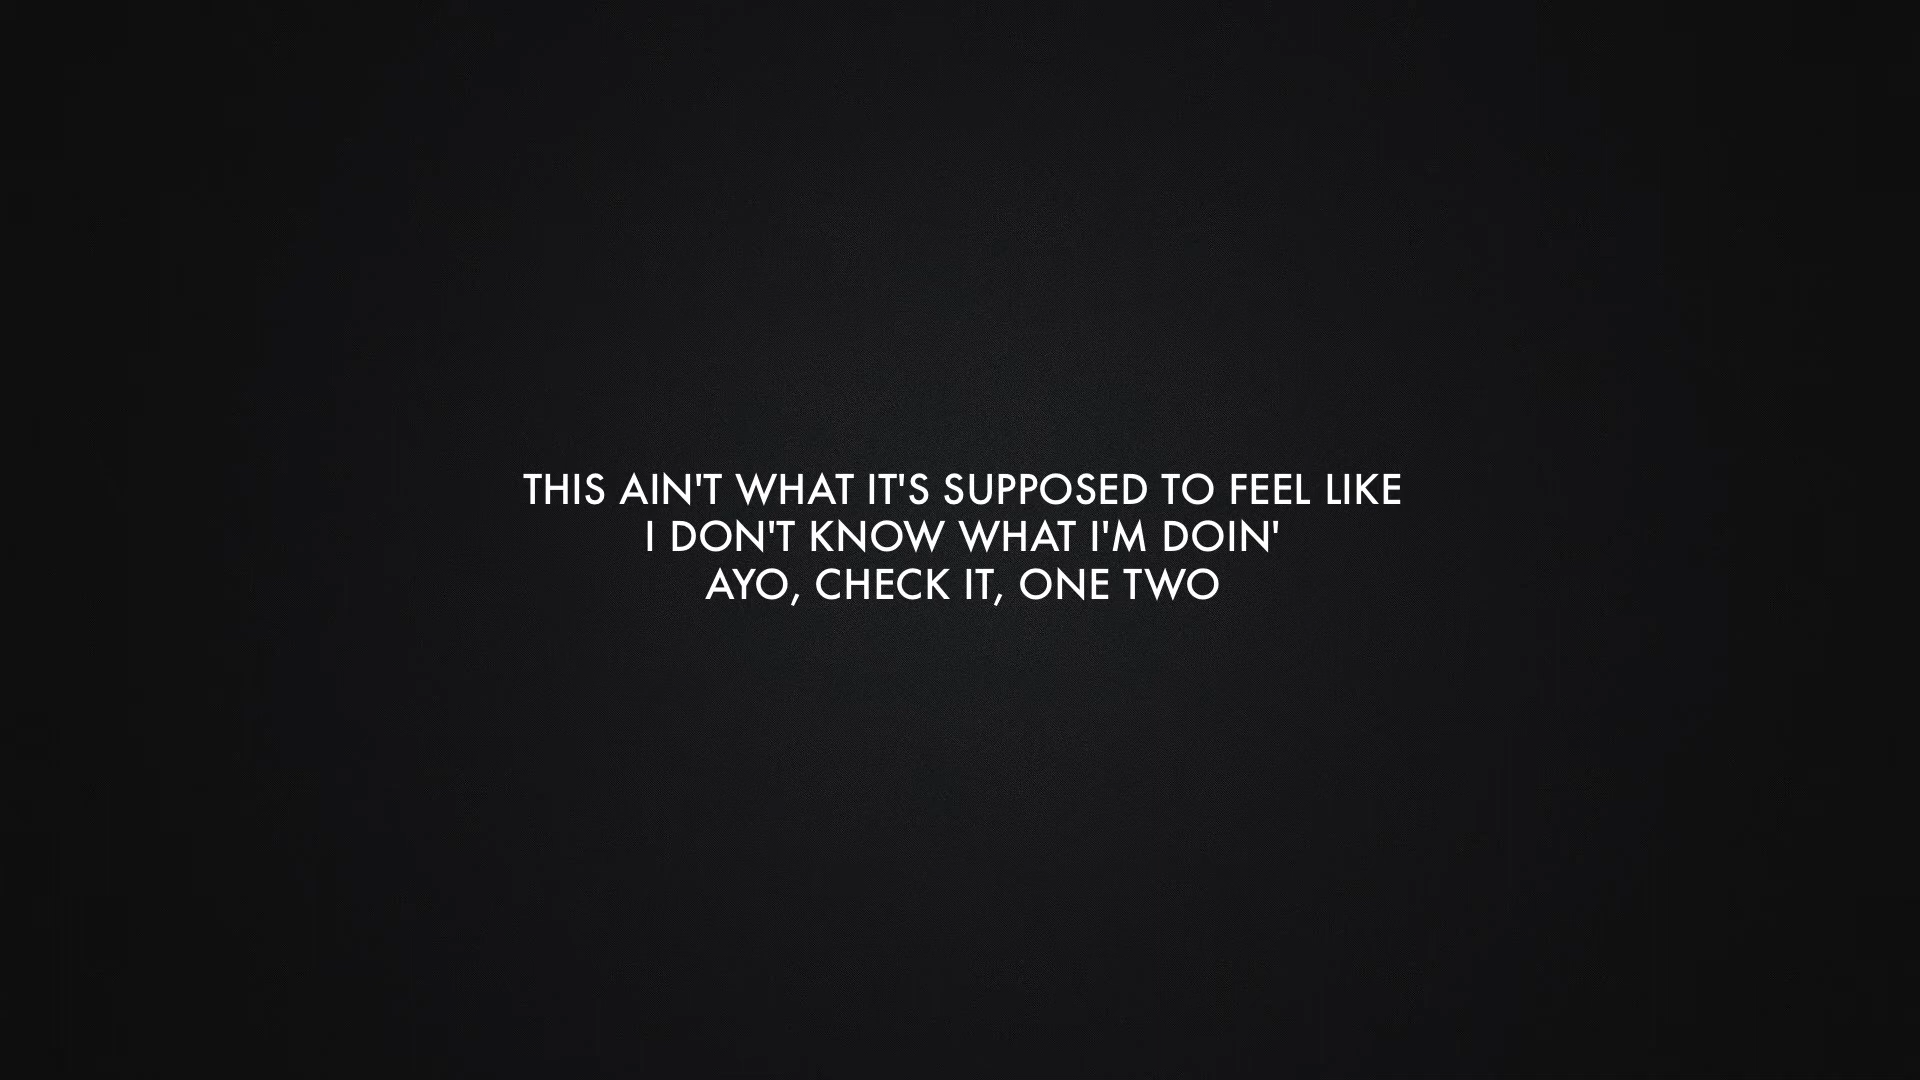 THIS AIN'T WHAT IT'S SUPPOSED TO FEEL LIKE
I DON'T KNOW WHAT I'M DOIN'
AYO, CHECK IT, ONE TWO